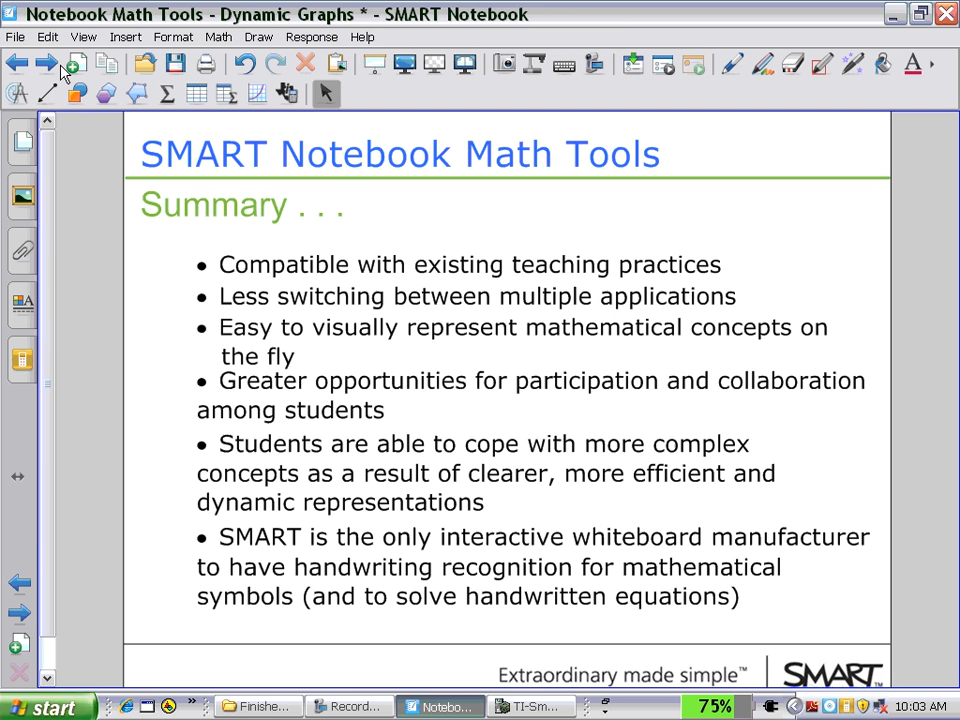 Notebook Math Tools - Dynamic Graphs * - SMART Notebook
File Edit View Insert Format Math Draw Response Help
SMART Notebook Math Tools
Summary . . .
• Compatible with existing teaching practices
• Less switching between multiple applications
• Easy to visually represent mathematical concepts on
the fly
• Greater opportunities for participation and collaboration
among students
• Students are able to cope with more complex
concepts as a result of clearer, more efficient and
dynamic representations
• SMART is the only interactive whiteboard manufacturer
to have handwriting recognition for mathematical
symbols (and to solve handwritten equations)
Extraordinary made simple™ SMART
start Finishe... Record... Notebo... TI-Sm... 75% 10:03 AM